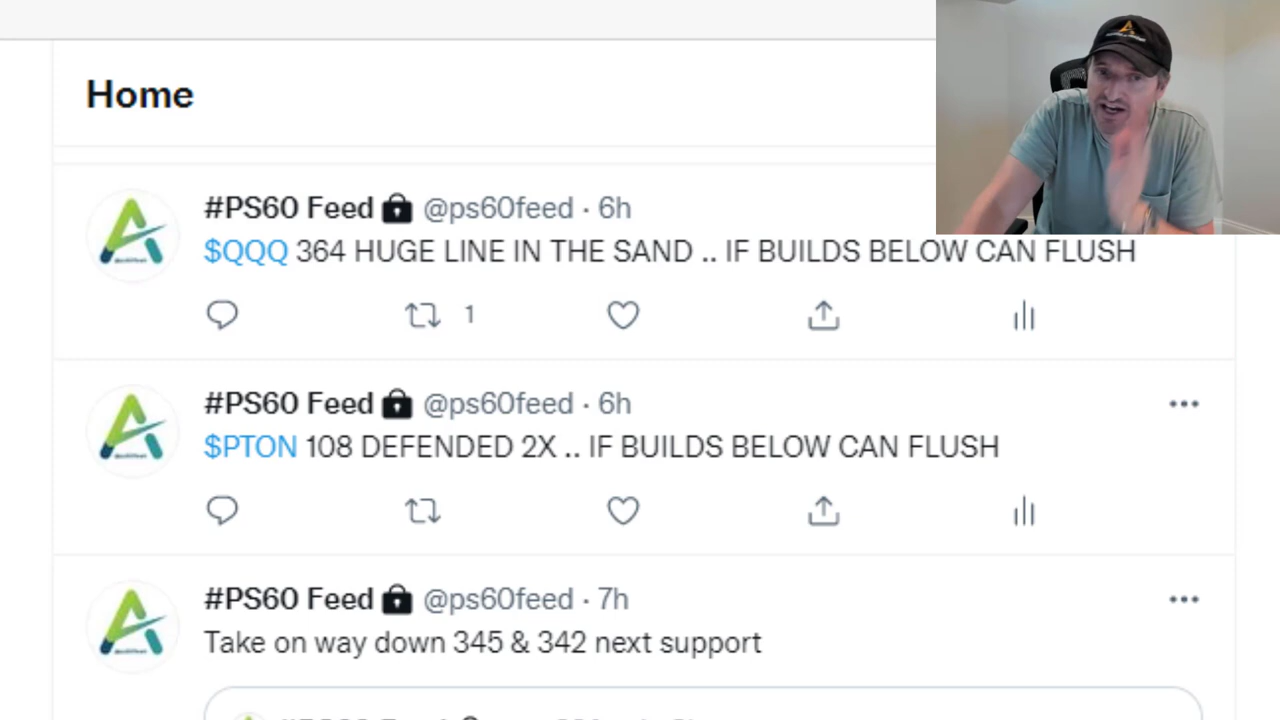 Home
#PS60 Feed @ps60feed · 6h
$QQQ 364 HUGE LINE IN THE SAND .. IF BUILDS BELOW CAN FLUSH
1
#PS60 Feed @ps60feed · 6h
$PTON 108 DEFENDED 2X .. IF BUILDS BELOW CAN FLUSH
#PS60 Feed @ps60feed · 7h
Take on way down 345 & 342 next support